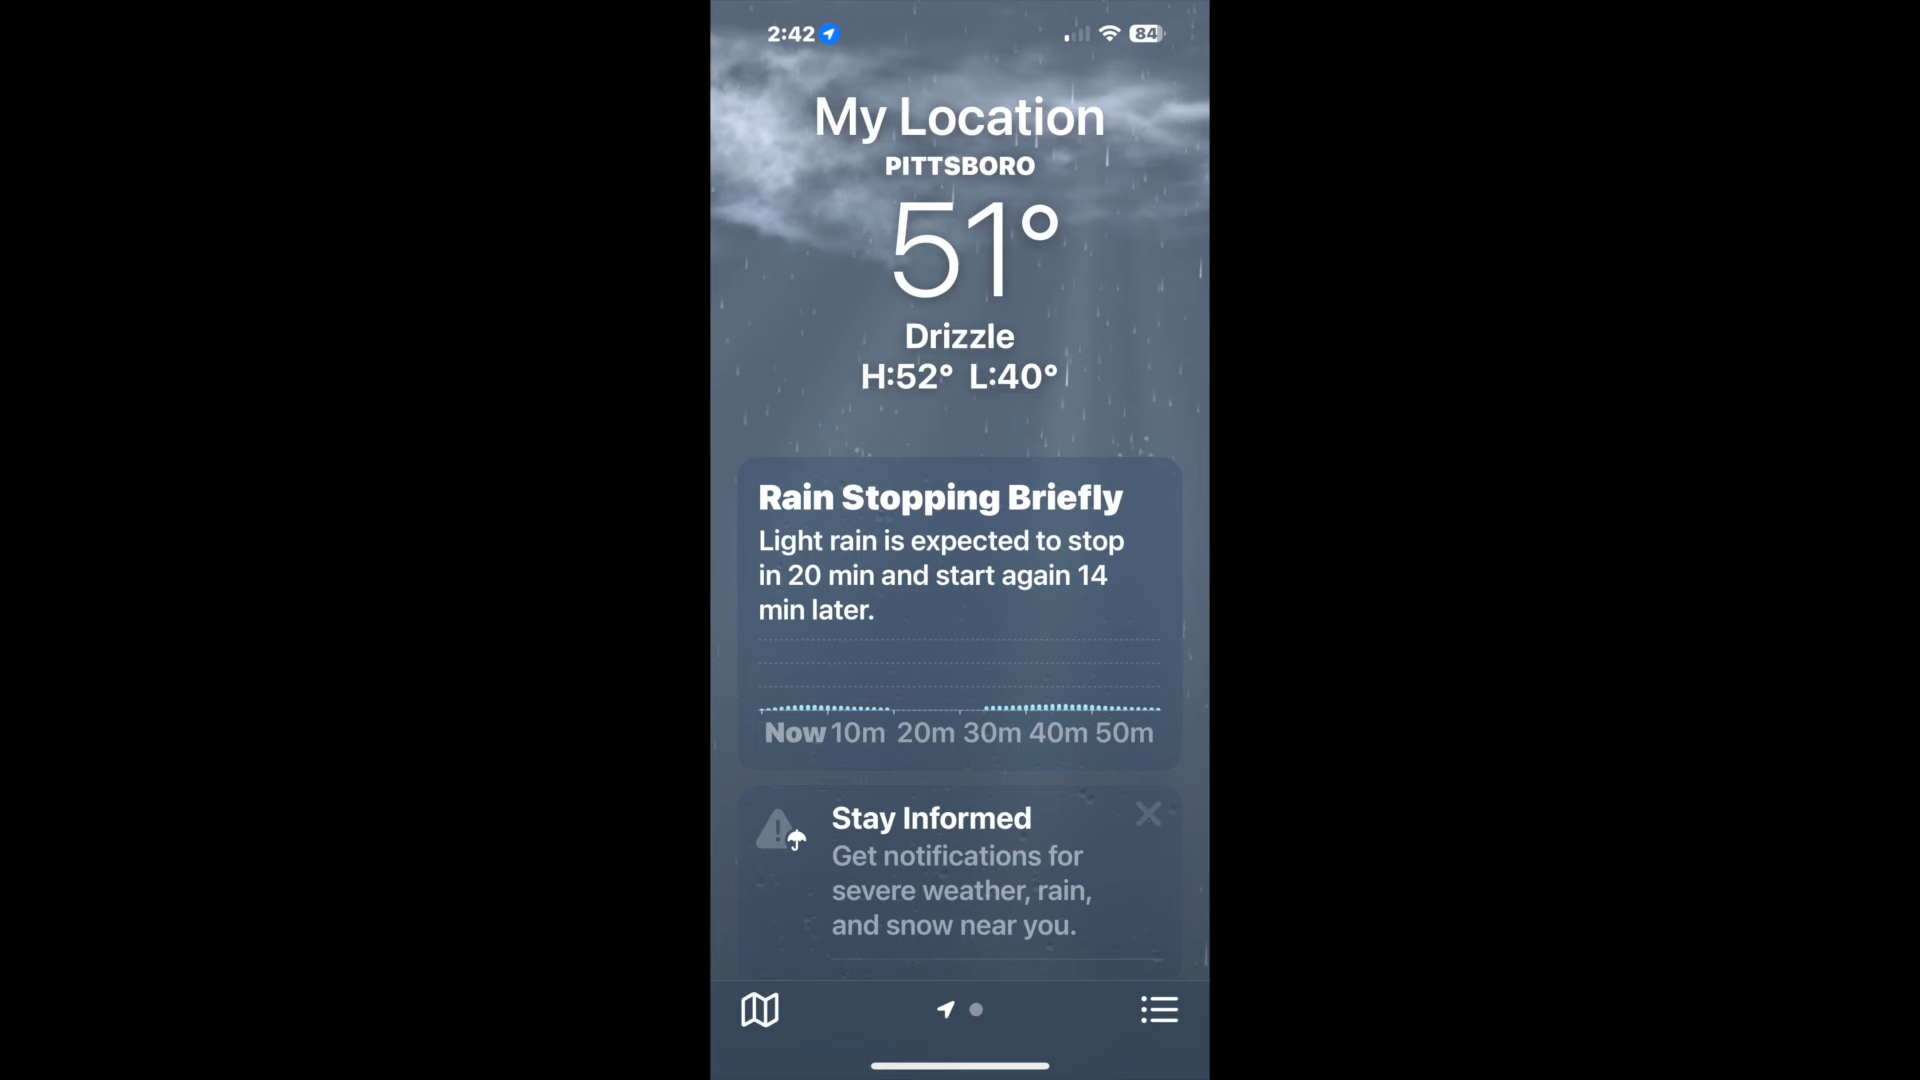 2:42
84
My Location
PITTSBORO
51°
Drizzle
H:52° L:40°
Rain Stopping Briefly
Light rain is expected to stop
in 20 min and start again 14
min later.
Now 10m 20m 30m 40m 50m
Stay Informed
Get notifications for
severe weather, rain,
and snow near you.